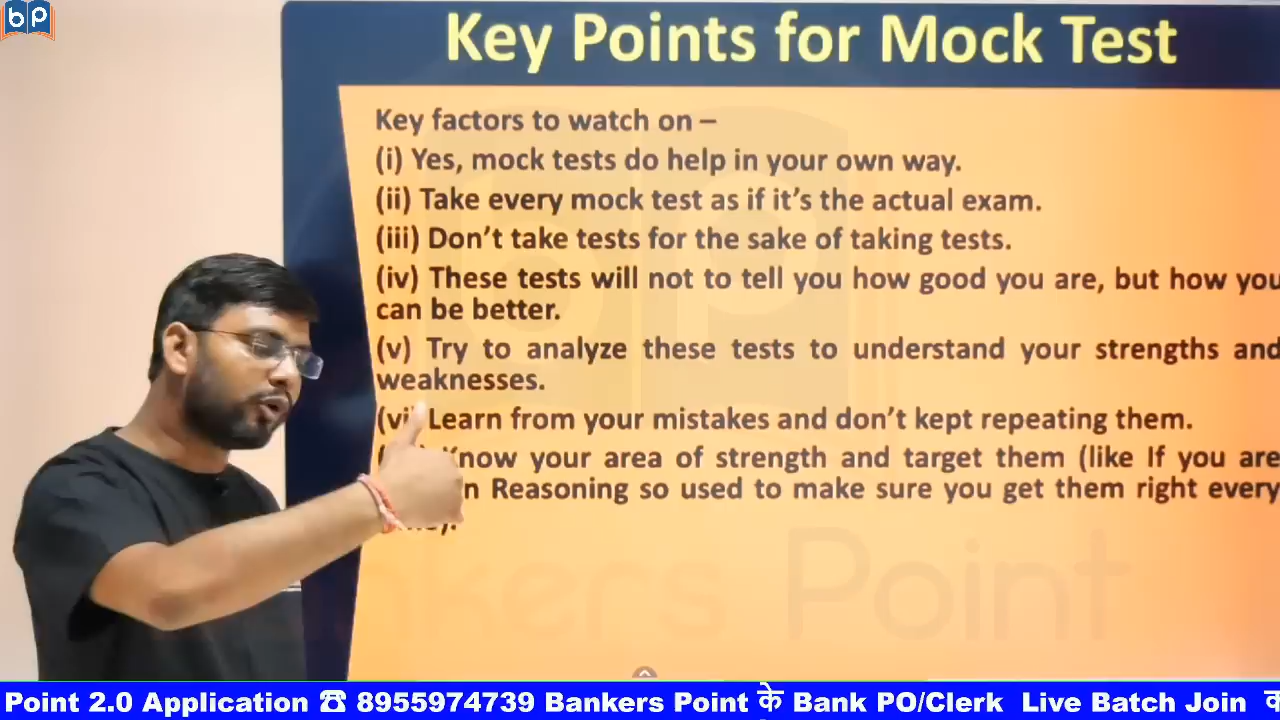 bp
Key Points for Mock Test
Key factors to watch on –
(i) Yes, mock tests do help in your own way.
(ii) Take every mock test as if it's the actual exam.
(iii) Don't take tests for the sake of taking tests.
(iv) These tests will not to tell you how good you are, but how you
can be better.
(v) Try to analyze these tests to understand your strengths and
weaknesses.
(vi) Learn from your mistakes and don't kept repeating them.
Know your area of strength and target them (like If you are
in Reasoning so used to make sure you get them right every
Bankers Point
Point 2.0 Application ☎ 8955974739 Bankers Point के Bank PO/Clerk Live Batch Join